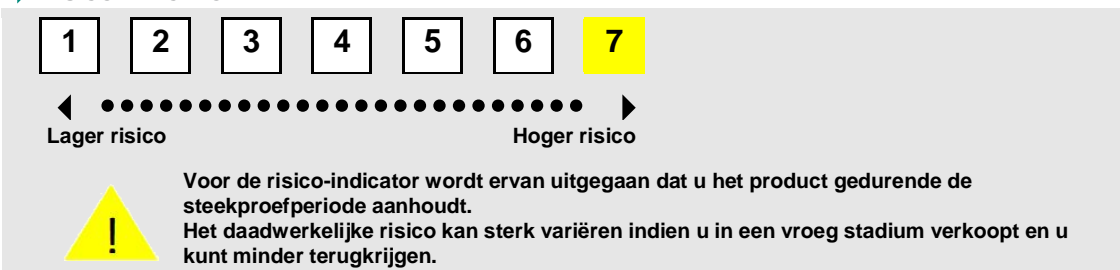 1 2 3 4 5 6 7
Lager risico Hoger risico
Voor de risico-indicator wordt ervan uitgegaan dat u het product gedurende de
steekproefperiode aanhoudt.
Het daadwerkelijke risico kan sterk variëren indien u in een vroeg stadium verkoopt en u
kunt minder terugkrijgen.